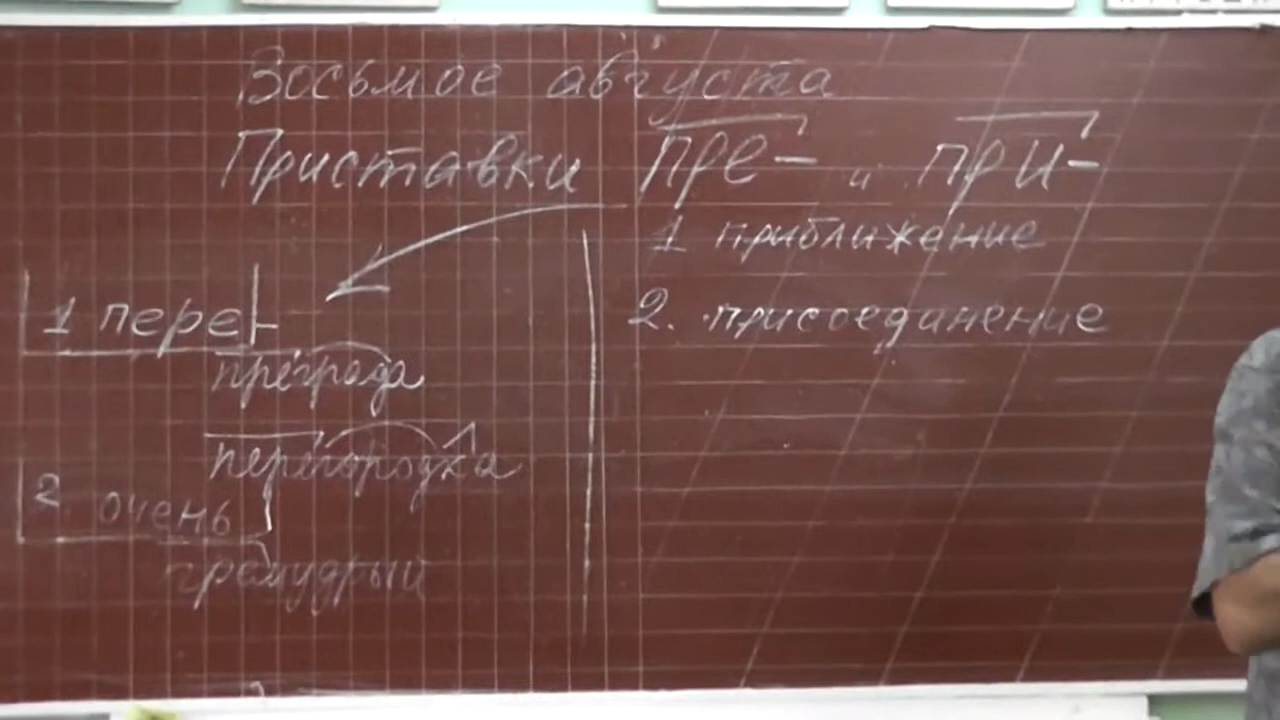 Восьмое августа
Приставки пре- и при-
1 пере-
преграда
перегородка
2. очень
премудрый
1 приближение
2. присоединение